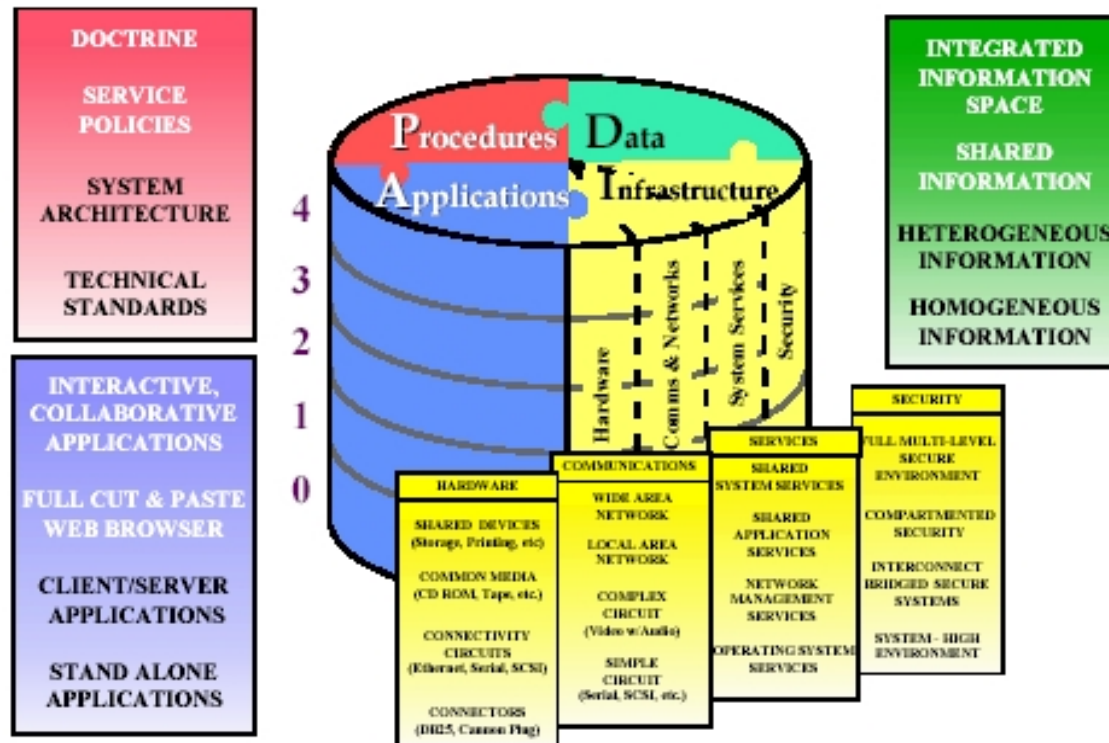 DOCTRINE
SERVICE
POLICIES
SYSTEM
ARCHITECTURE
TECHNICAL
STANDARDS
INTERACTIVE,
COLLABORATIVE
APPLICATIONS
FULL CUT & PASTE
WEB BROWSER
CLIENT/SERVER
APPLICATIONS
STAND ALONE
APPLICATIONS
4
3
2
1
0
Procedures
Data
Applications
Infrastructure
Hardware
Comms & Networks
System Services
Security
INTEGRATED
INFORMATION
SPACE
SHARED
INFORMATION
HETEROGENEOUS
INFORMATION
HOMOGENEOUS
INFORMATION
HARDWARE
SHARED DEVICES
(Storage, Printing, etc)
COMMON MEDIA
(CD ROM, Tape, etc.)
CONNECTIVITY
CIRCUITS
(Ethernet, Serial, SCSI)
CONNECTORS
(DB25, Cannon Plug)
COMMUNICATIONS
WIDE AREA
NETWORK
LOCAL AREA
NETWORK
COMPLEX
CIRCUIT
(Video w/Audio)
SIMPLE
CIRCUIT
(Serial, SCSI, etc.)
SERVICES
SHARED
SYSTEM SERVICES
SHARED
APPLICATION
SERVICES
NETWORK
MANAGEMENT
SERVICES
OPERATING SYSTEM
SERVICES
SECURITY
FULL MULTI-LEVEL
SECURE
ENVIRONMENT
COMPARTMENTED
SECURITY
INTERCONNECT
BRIDGED SECURE
SYSTEMS
SYSTEM - HIGH
ENVIRONMENT